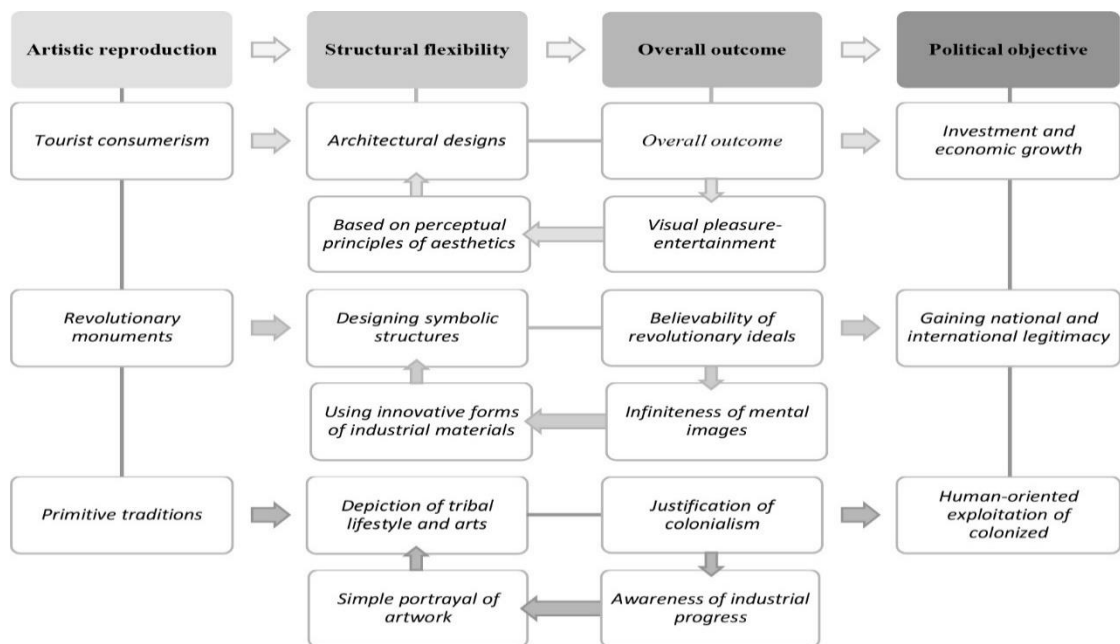 Artistic reproduction
Structural flexibility
Overall outcome
Political objective
Tourist consumerism
Architectural designs
Overall outcome
Investment and
economic growth
Based on perceptual
principles of aesthetics
Visual pleasure-
entertainment
Revolutionary
monuments
Designing symbolic
structures
Believability of
revolutionary ideals
Gaining national and
international legitimacy
Using innovative forms
of industrial materials
Infiniteness of mental
images
Primitive traditions
Depiction of tribal
lifestyle and arts
Justification of
colonialism
Human-oriented
exploitation of
colonized
Simple portrayal of
artwork
Awareness of industrial
progress